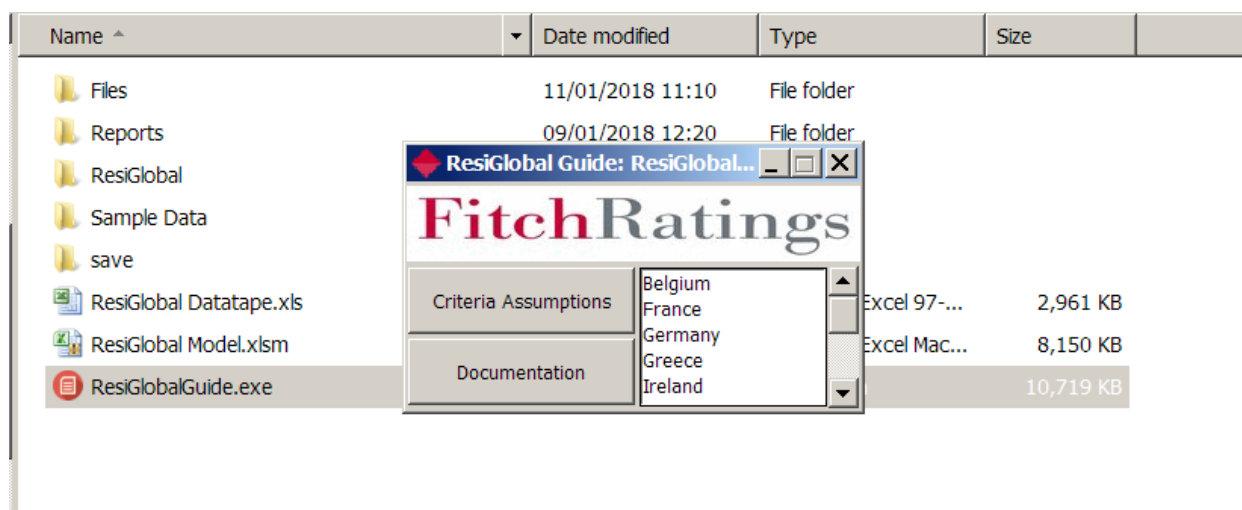 Name Date modified Type Size
Files 11/01/2018 11:10 File folder
Reports 09/01/2018 12:20 File folder
ResiGlobal
Sample Data
save
ResiGlobal Datatape.xls Excel 97-... 2,961 KB
ResiGlobal Model.xlsm Excel Mac... 8,150 KB
ResiGlobalGuide.exe 10,719 KB
ResiGlobal Guide: ResiGlobal...
FitchRatings
Criteria Assumptions
Documentation
Belgium
France
Germany
Greece
Ireland